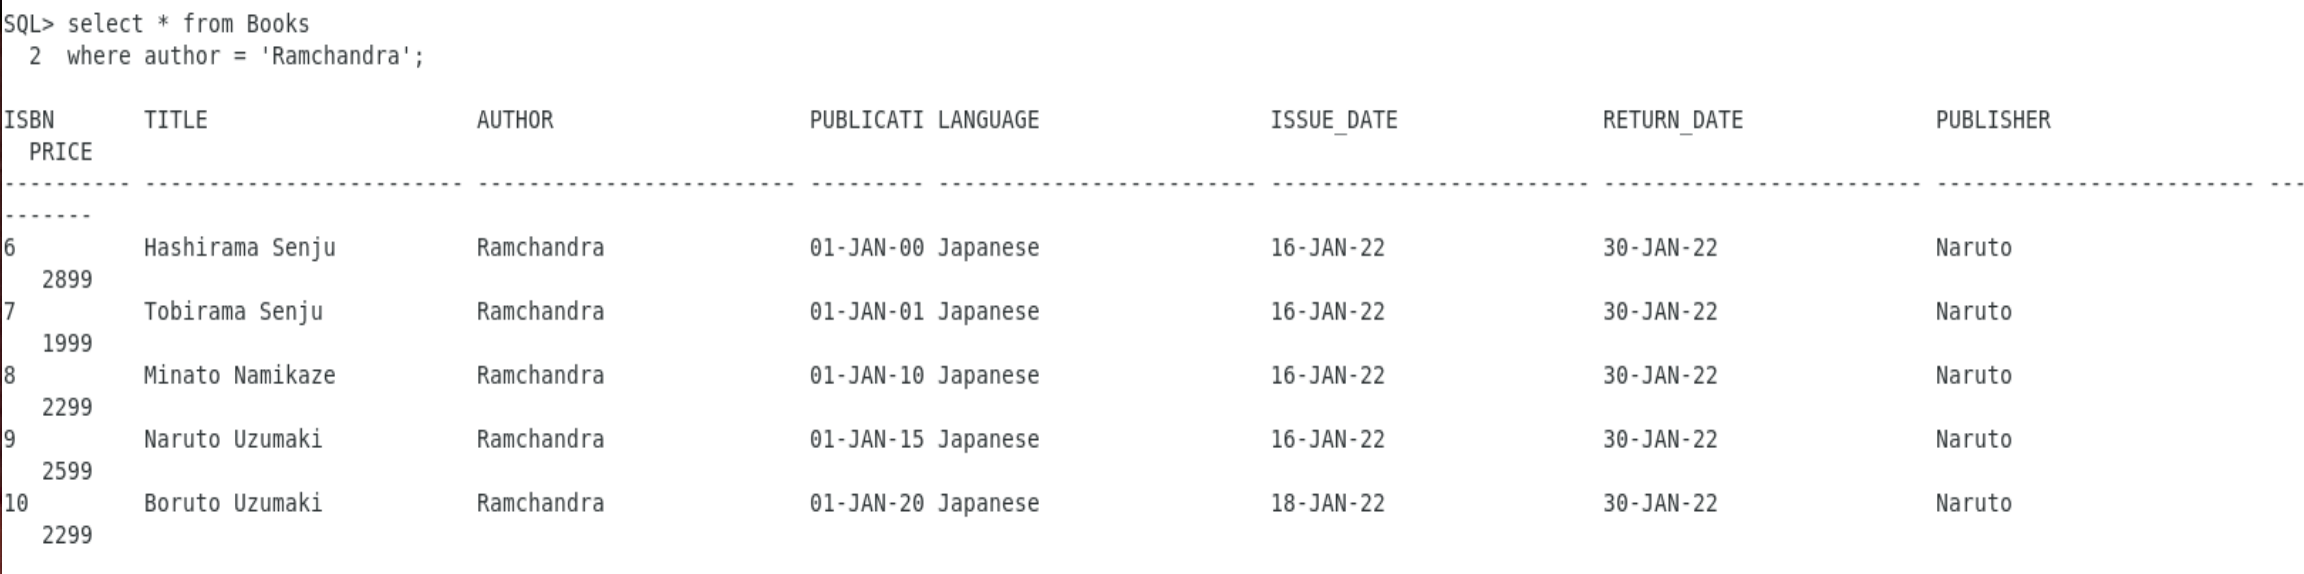 SQL> select * from Books
  2  where author = 'Ramchandra';

ISBN       TITLE                     AUTHOR                    PUBLICATI LANGUAGE                  ISSUE_DATE                RETURN_DATE               PUBLISHER
  PRICE
---------- ------------------------- ------------------------- --------- ------------------------- ------------------------- ------------------------- ------------------------- ---
-------
6          Hashirama Senju           Ramchandra                01-JAN-00 Japanese                  16-JAN-22                 30-JAN-22                 Naruto
   2899
7          Tobirama Senju            Ramchandra                01-JAN-01 Japanese                  16-JAN-22                 30-JAN-22                 Naruto
   1999
8          Minato Namikaze           Ramchandra                01-JAN-10 Japanese                  16-JAN-22                 30-JAN-22                 Naruto
   2299
9          Naruto Uzumaki            Ramchandra                01-JAN-15 Japanese                  16-JAN-22                 30-JAN-22                 Naruto
   2599
10         Boruto Uzumaki            Ramchandra                01-JAN-20 Japanese                  18-JAN-22                 30-JAN-22                 Naruto
   2299